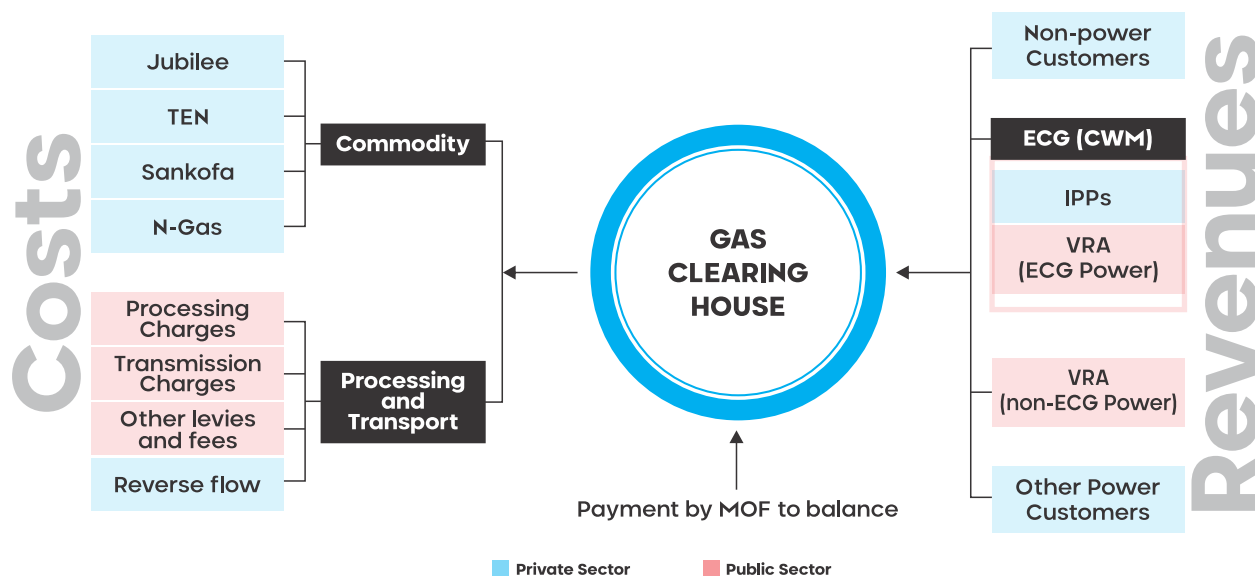 Costs
Jubilee
TEN
Sankofa
N-Gas
Commodity
Processing
Charges
Transmission
Charges
Other levies
and fees
Reverse flow
Processing
and
Transport
GAS
CLEARING
HOUSE
Payment by MOF to balance
Non-power
Customers
ECG (CWM)
IPPs
VRA
(ECG Power)
VRA
(non-ECG Power)
Other Power
Customers
Revenues
Private Sector
Public Sector